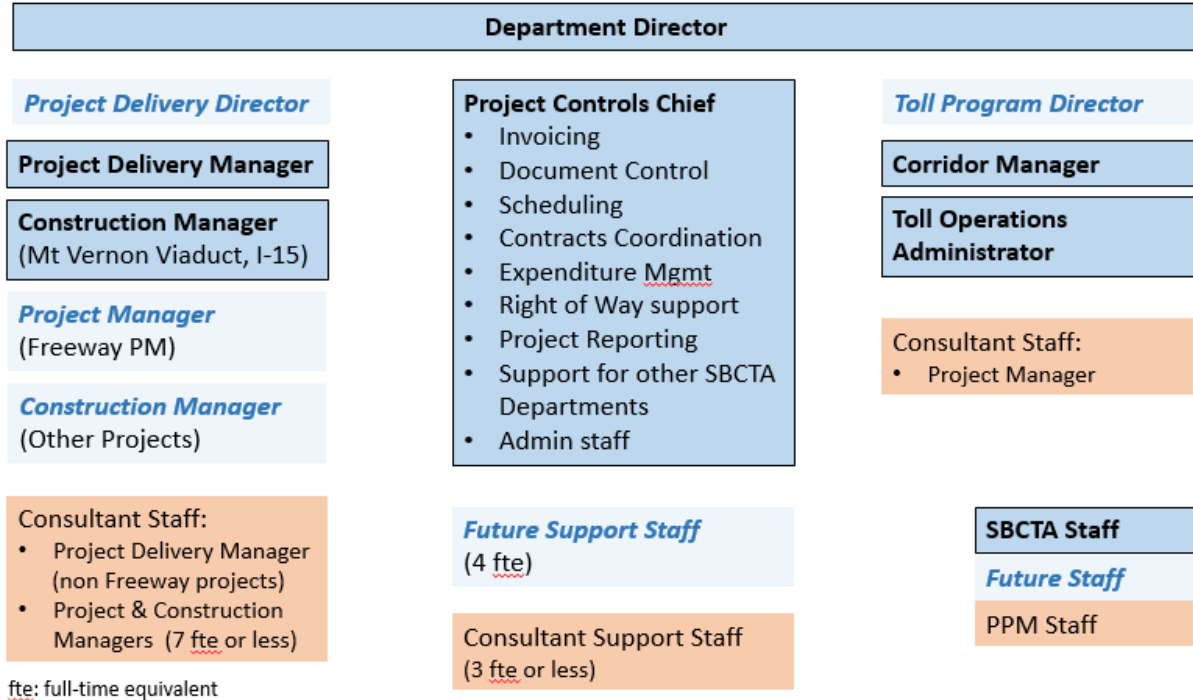 Department Director
Project Delivery Director
Project Delivery Manager
Construction Manager
(Mt Vernon Viaduct, I-15)
Project Manager
(Freeway PM)
Construction Manager
(Other Projects)
Consultant Staff:
• Project Delivery Manager
(non Freeway projects)
• Project & Construction
Managers (7 fte or less)
fte: full-time equivalent
Project Controls Chief
• Invoicing
• Document Control
• Scheduling
• Contracts Coordination
• Expenditure Mgmt
• Right of Way support
• Project Reporting
• Support for other SBCTA
Departments
• Admin staff
Future Support Staff
(4 fte)
Consultant Support Staff
(3 fte or less)
Toll Program Director
Corridor Manager
Toll Operations
Administrator
Consultant Staff:
• Project Manager
SBCTA Staff
Future Staff
PPM Staff